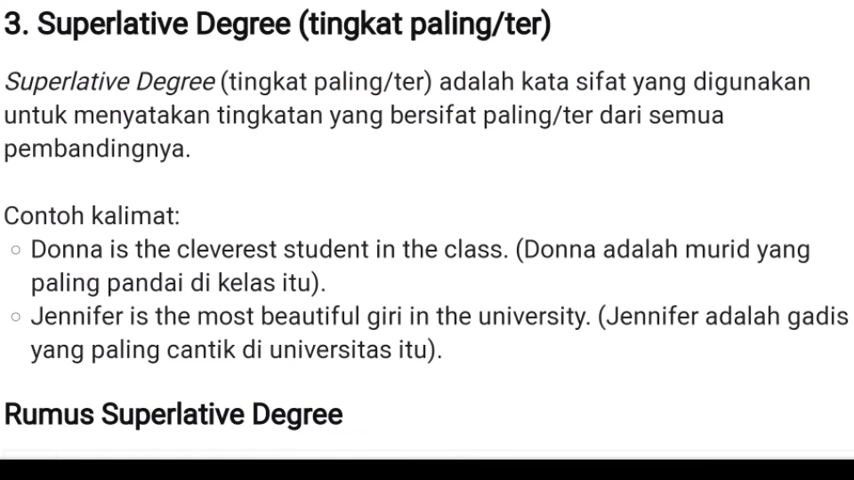 3. Superlative Degree (tingkat paling/ter)
Superlative Degree (tingkat paling/ter) adalah kata sifat yang digunakan
untuk menyatakan tingkatan yang bersifat paling/ter dari semua
pembandingnya.
Contoh kalimat:
○ Donna is the cleverest student in the class. (Donna adalah murid yang
paling pandai di kelas itu).
○ Jennifer is the most beautiful giri in the university. (Jennifer adalah gadis
yang paling cantik di universitas itu).
Rumus Superlative Degree